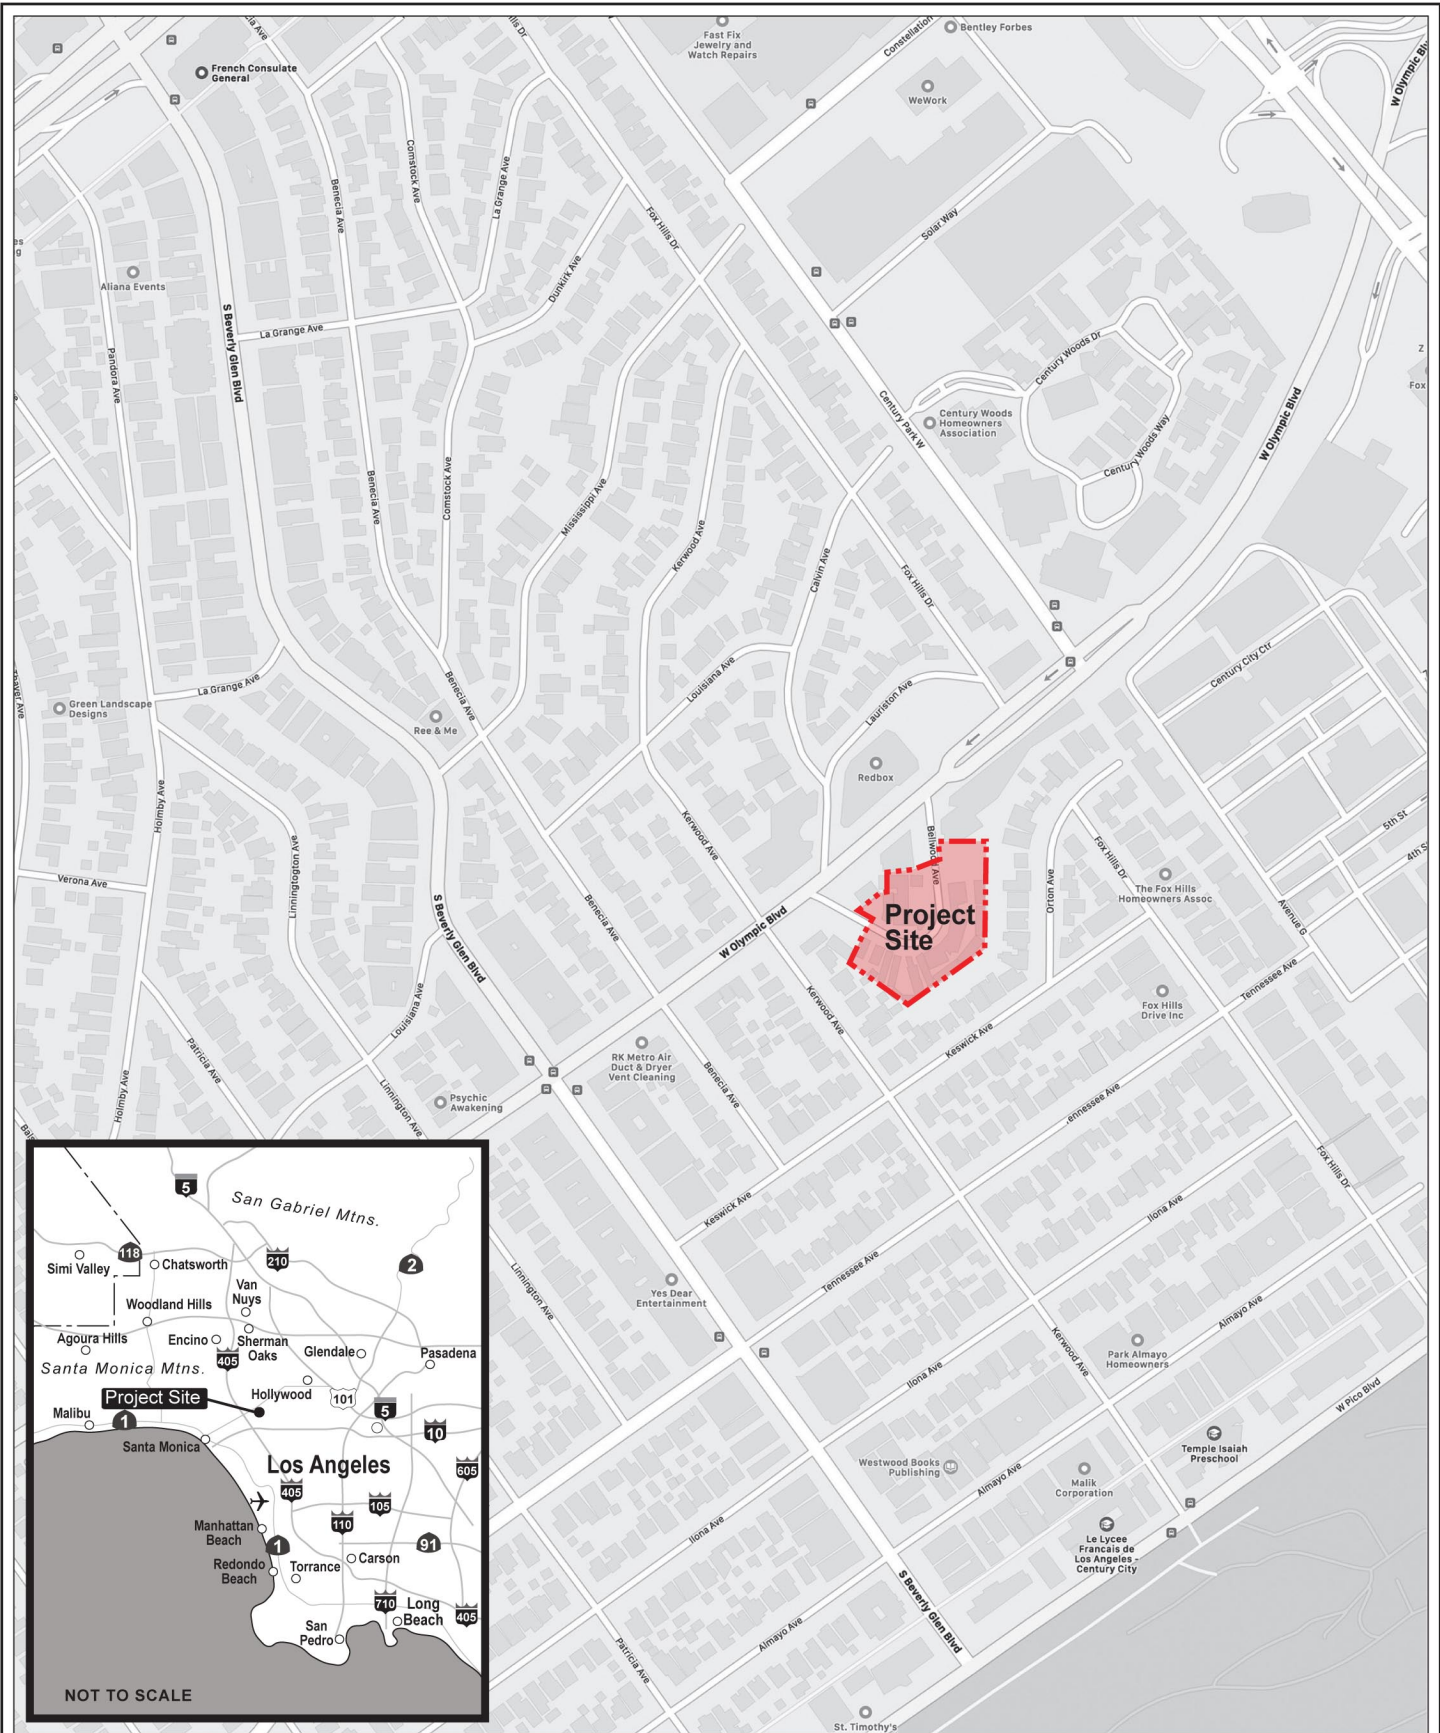 cia Ave
ills Dr
Fast Fix
Jewelry and
Watch Repairs
Constellation
Bentley Forbes
W Olympic Blv
French Consulate
General
WeWork
Comstock Ave
La Grange Ave
Benecia Ave
Fox Hills Dr
Solar Way
es
g
Aliana Events
Dunkirk Ave
S Beverly Glen Blvd
La Grange Ave
Pandora Ave
Century Woods Dr
Z
Fox
Century Park W
Century Woods
Homeowners
Association
W Olympic Blvd
Century Woods Way
Benecia Ave
Comstock Ave
Mississippi Ave
Kerwood Ave
Calvin Ave
Fox Hills Dr
Thayer Ave
La Grange Ave
Green Landscape
Designs
Benecia Ave
Ree & Me
Louisiana Ave
Lauriston Ave
Century City Ctr
Redbox
Holmby Ave
Linningtogton Ave
Kerwood Ave
Bellwood Ave
Fox Hills Dr
5th St
4th S
Verona Ave
S Beverly Glen Blvd
Benecia Ave
W Olympic Blvd
Project
Site
Orton Ave
The Fox Hills
Homeowners Assoc
Avenue G
Louisiana Ave
Kerwood Ave
Keswick Ave
Fox Hills
Drive Inc
Tennessee Ave
Patricia Ave
Holmby Ave
Linnington Ave
Psychic
Awakening
RK Metro Air
Duct & Dryer
Vent Cleaning
Benecia Ave
ennessee Ave
Fox Hills Dr
Keswick Ave
Ilona Ave
Tennessee Ave
Linnington Ave
Yes Dear
Entertainment
Almayo Ave
Kerwood Ave
Park Almayo
Homeowners
Ilona Ave
W Pico Blvd
Westwood Books
Publishing
Almayo Ave
Malik
Corporation
Temple Isaiah
Preschool
Ilona Ave
Le Lycee
Francais de
Los Angeles -
Century City
S Beverly Glen Blvd
Almayo Ave
Patricia Ave
St. Timothy's
5
San Gabriel Mtns.
118
210
2
Simi Valley
Chatsworth
Van
Nuys
Woodland Hills
Agoura Hills
Encino
Sherman
Oaks
Glendale
Pasadena
405
Santa Monica Mtns.
Project Site
Hollywood
101
5
Malibu
1
10
Santa Monica
Los Angeles
605
405
105
110
Manhattan
Beach
1
91
Redondo
Beach
Torrance
Carson
710
Long
Beach
405
San
Pedro
NOT TO SCALE